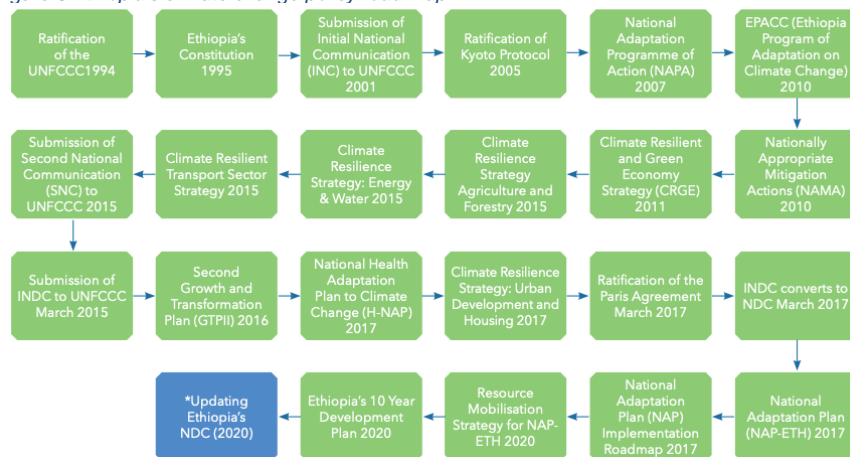 Ratification
of the
UNFCCC1994
Ethiopia's
Constitution
1995
Submission of
Initial National
Communication
(INC) to UNFCCC
2001
Ratification of
Kyoto Protocol
2005
National
Adaptation
Programme of
Action (NAPA)
2007
EPACC (Ethiopia
Program of
Adaptation on
Climate Change)
2010
Nationally
Appropriate
Mitigation
Actions (NAMA)
2010
Climate Resilient
and Green
Economy
Strategy (CRGE)
2011
Climate
Resilience
Strategy
Agriculture and
Forestry 2015
Climate
Resilience
Strategy: Energy
& Water 2015
Climate Resilient
Transport Sector
Strategy 2015
Submission of
Second National
Communication
(SNC) to
UNFCCC 2015
Submission of
INDC to UNFCCC
March 2015
Second
Growth and
Transformation
Plan (GTPII) 2016
National Health
Adaptation
Plan to Climate
Change (H-NAP)
2017
Climate Resilience
Strategy: Urban
Development and
Housing 2017
Ratification of the
Paris Agreement
March 2017
INDC converts to
NDC March 2017
National
Adaptation Plan
(NAP-ETH) 2017
National
Adaptation
Plan (NAP)
Implementation
Roadmap 2017
Resource
Mobilisation
Strategy for NAP-
ETH 2020
Ethiopia's 10 Year
Development
Plan 2020
*Updating
Ethiopia's
NDC (2020)